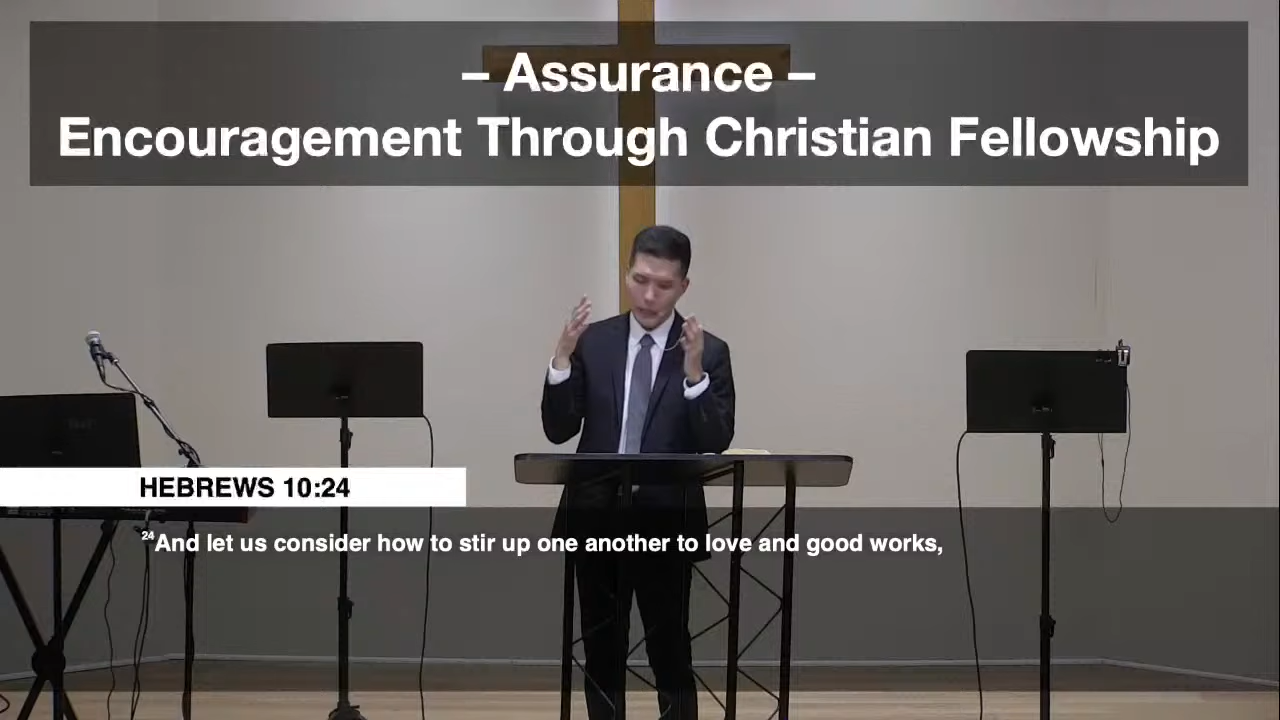 – Assurance –
Encouragement Through Christian Fellowship
HEBREWS 10:24
²⁴And let us consider how to stir up one another to love and good works,